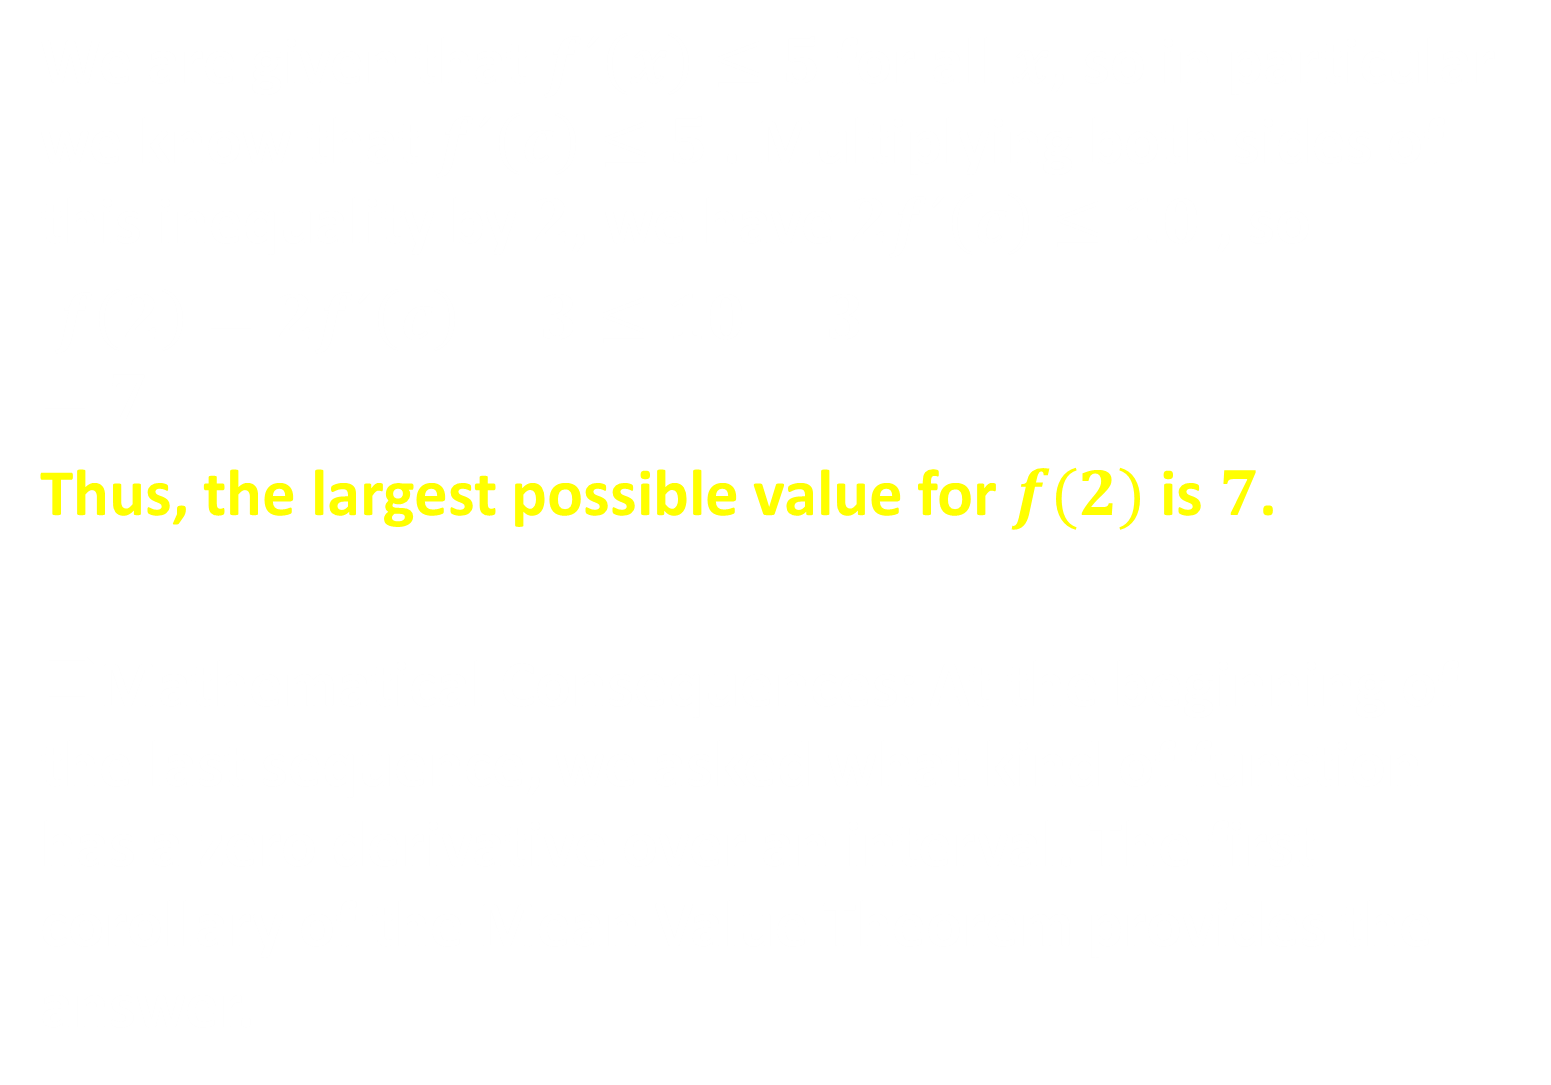 Thus, the largest possible value for 𝒇(𝟐) is 𝟕.